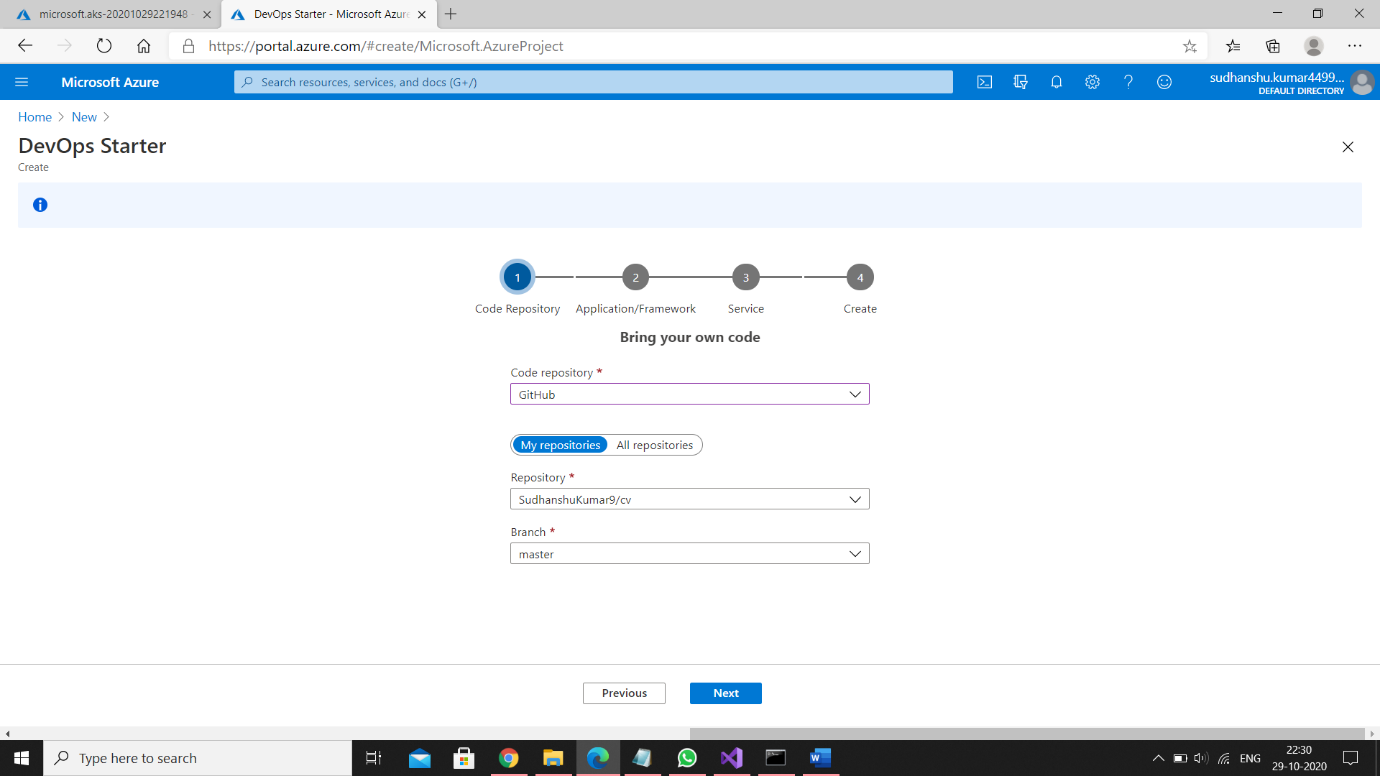 microsoft.aks-20201029221948 -
DevOps Starter - Microsoft Azure
https://portal.azure.com/#create/Microsoft.AzureProject
Microsoft Azure
Search resources, services, and docs (G+/)
sudhanshu.kumar4499...
DEFAULT DIRECTORY
Home > New >
DevOps Starter
Create
1 2 3 4
Code Repository Application/Framework Service Create
Bring your own code
Code repository *
GitHub
My repositories All repositories
Repository *
SudhanshuKumar9/cv
Branch *
master
Previous Next
Type here to search
ENG
22:30
29-10-2020